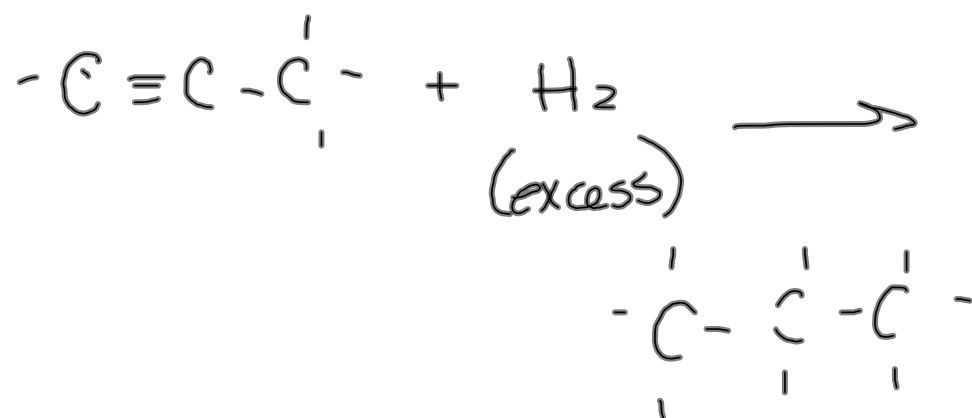 - C ≡ C - C - + H2
(excess)
- C - C - C -